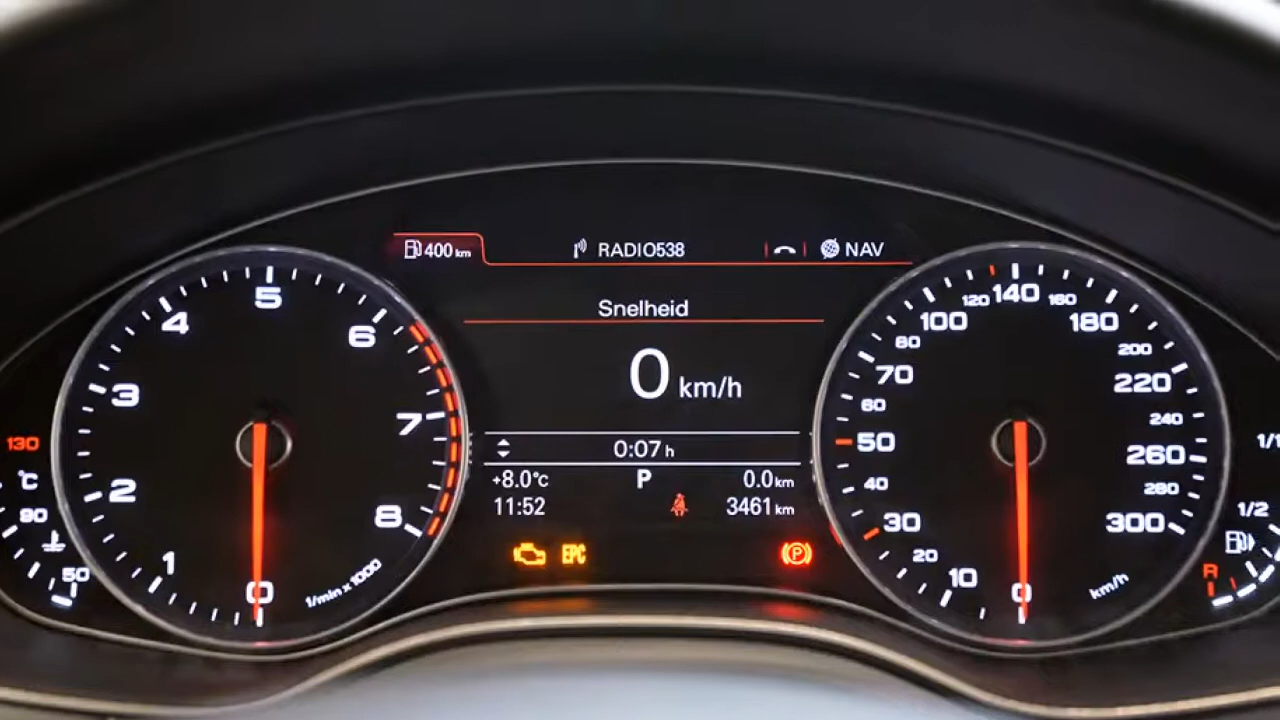 400 km
RADIO538
NAV
Snelheid
0 km/h
0:07 h
+8.0°C
P
0.0 km
11:52
3461 km
EPC
(P)
0
1
2
3
4
5
6
7
8
1/min x 1000
0
10
20
30
40
50
60
70
80
100
120
140
160
180
200
220
240
260
280
300
km/h
130
°C
90
50
1/1
1/2
R